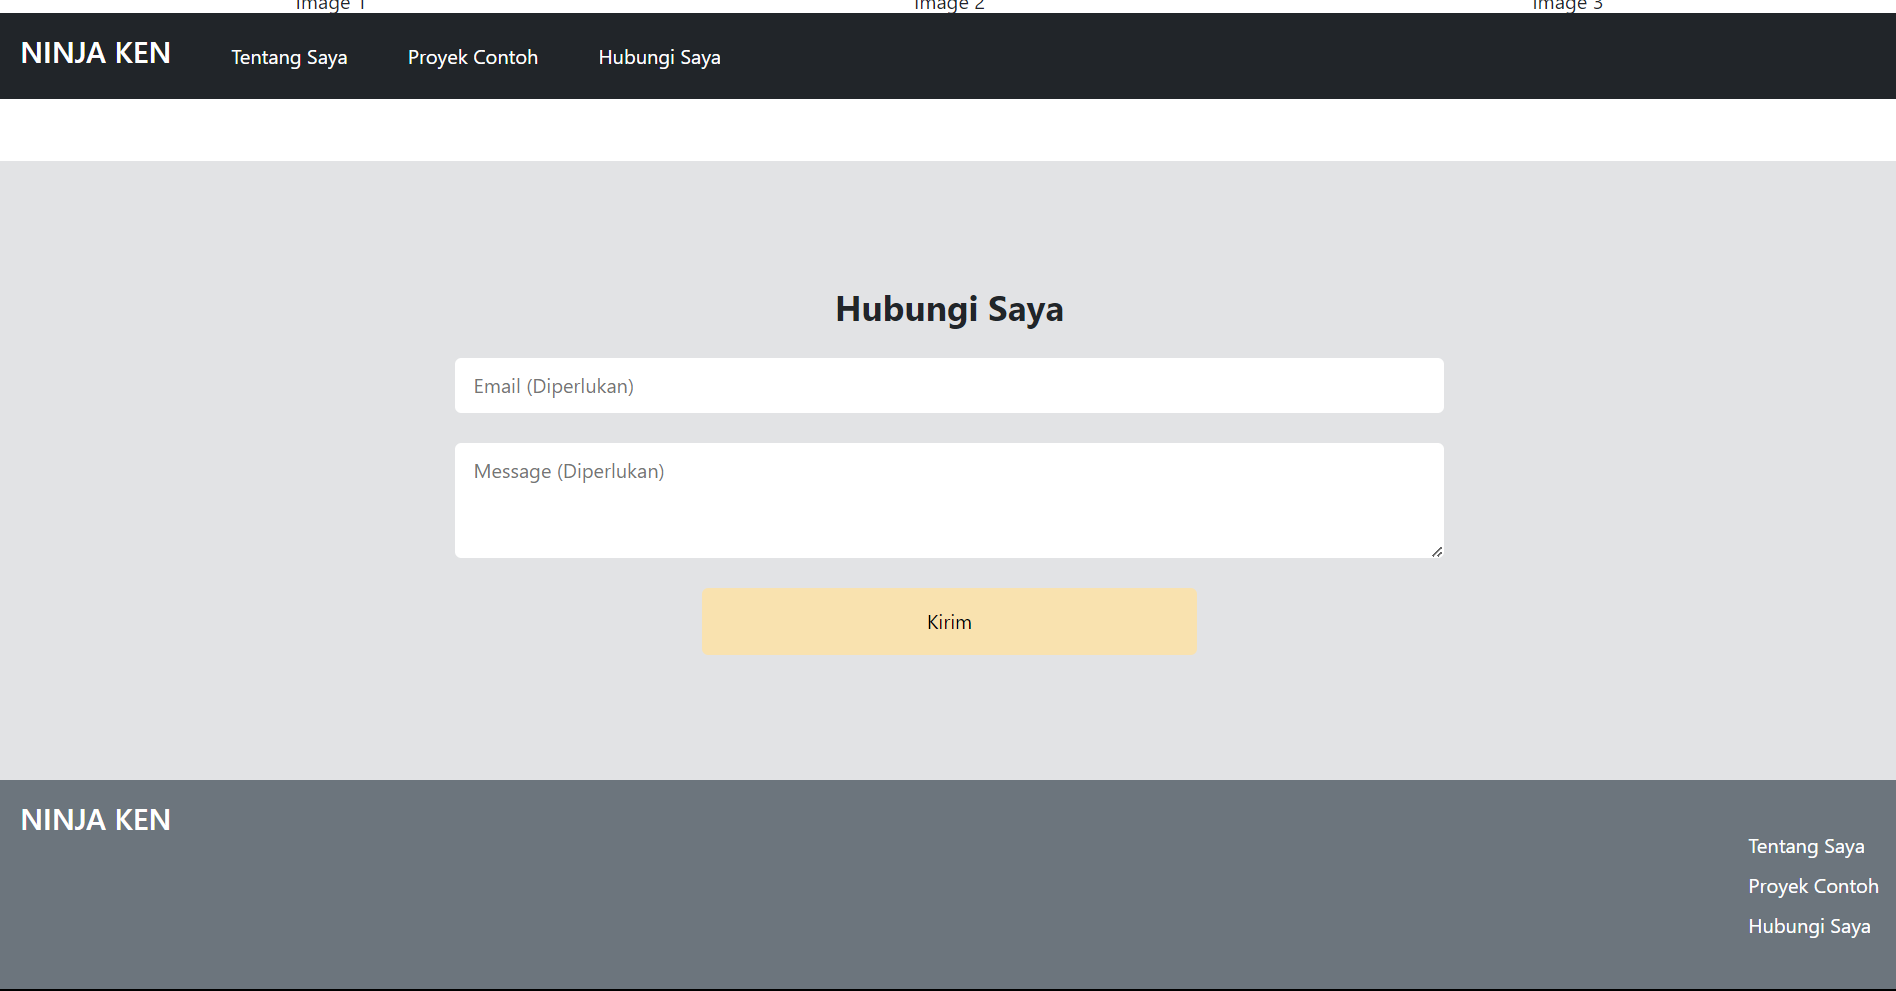 Image 1
Image 2
Image 3
NINJA KEN
Tentang Saya
Proyek Contoh
Hubungi Saya
Hubungi Saya
Email (Diperlukan)
Message (Diperlukan)
Kirim
NINJA KEN
Tentang Saya
Proyek Contoh
Hubungi Saya